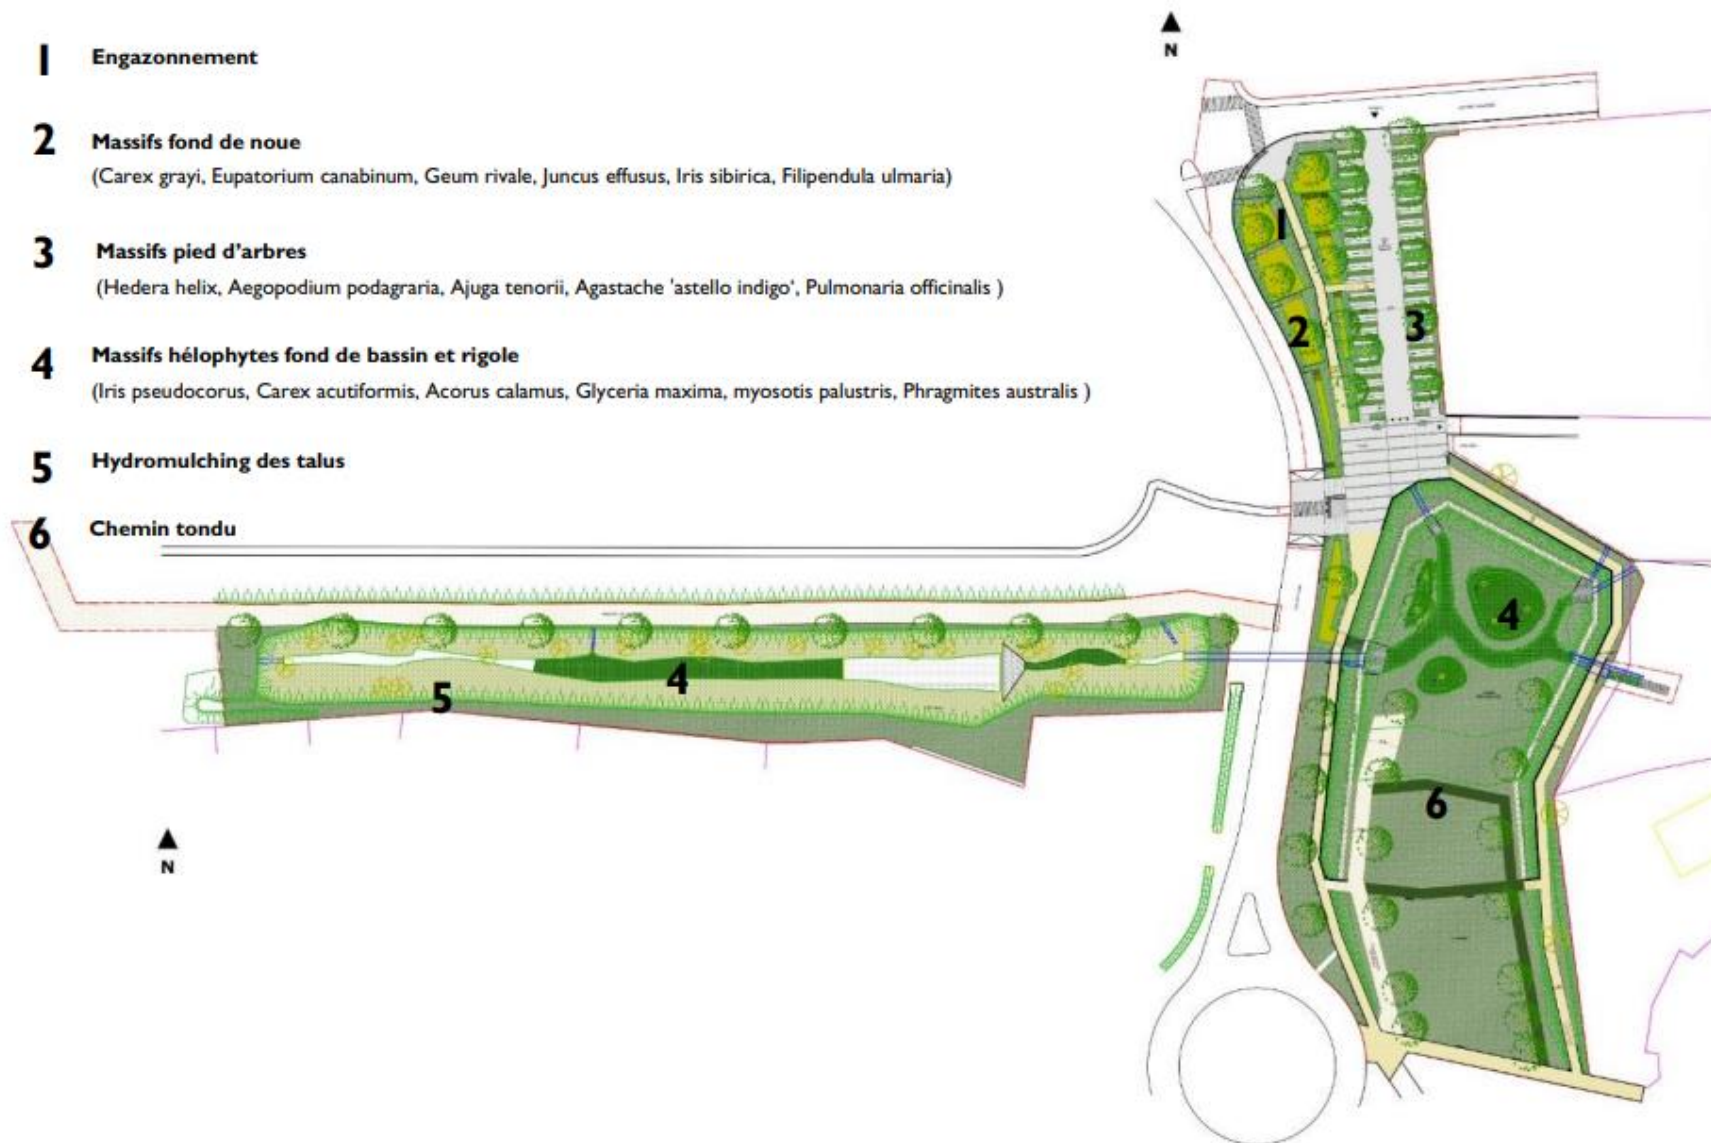 1 Engazonnement
2 Massifs fond de noue
(Carex grayi, Eupatorium canabinum, Geum rivale, Juncus effusus, Iris sibirica, Filipendula ulmaria)
3 Massifs pied d'arbres
(Hedera helix, Aegopodium podagraria, Ajuga tenorii, Agastache 'astello indigo', Pulmonaria officinalis )
4 Massifs hélophytes fond de bassin et rigole
(Iris pseudocorus, Carex acutiformis, Acorus calamus, Glyceria maxima, myosotis palustris, Phragmites australis )
5 Hydromulching des talus
6 Chemin tondu
N
1
2
3
4
4
5
6
N